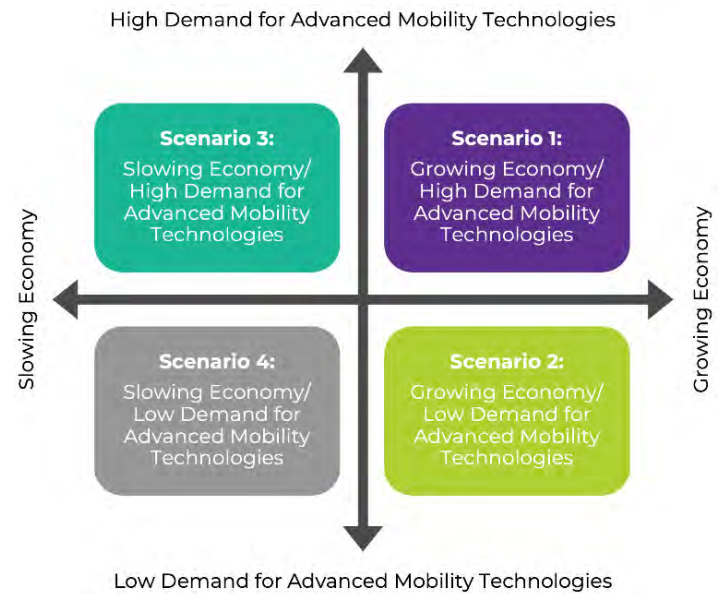 High Demand for Advanced Mobility Technologies
Scenario 3:
Slowing Economy/
High Demand for
Advanced Mobility
Technologies
Scenario 1:
Growing Economy/
High Demand for
Advanced Mobility
Technologies
Slowing Economy
Growing Economy
Scenario 4:
Slowing Economy/
Low Demand for
Advanced Mobility
Technologies
Scenario 2:
Growing Economy/
Low Demand for
Advanced Mobility
Technologies
Low Demand for Advanced Mobility Technologies